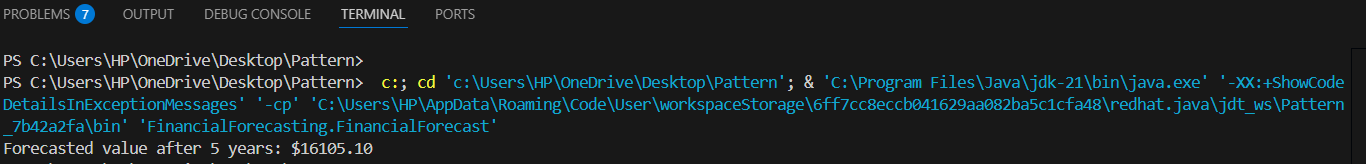 PROBLEMS 7 OUTPUT DEBUG CONSOLE TERMINAL PORTS
PS C:\Users\HP\OneDrive\Desktop\Pattern>
PS C:\Users\HP\OneDrive\Desktop\Pattern> c:; cd 'c:\Users\HP\OneDrive\Desktop\Pattern'; & 'C:\Program Files\Java\jdk-21\bin\java.exe' '-XX:+ShowCode
DetailsInExceptionMessages' '-cp' 'C:\Users\HP\AppData\Roaming\Code\User\workspaceStorage\6ff7cc8eccb041629aa082ba5c1cfa48\redhat.java\jdt_ws\Pattern
_7b42a2fa\bin' 'FinancialForecasting.FinancialForecast'
Forecasted value after 5 years: $16105.10